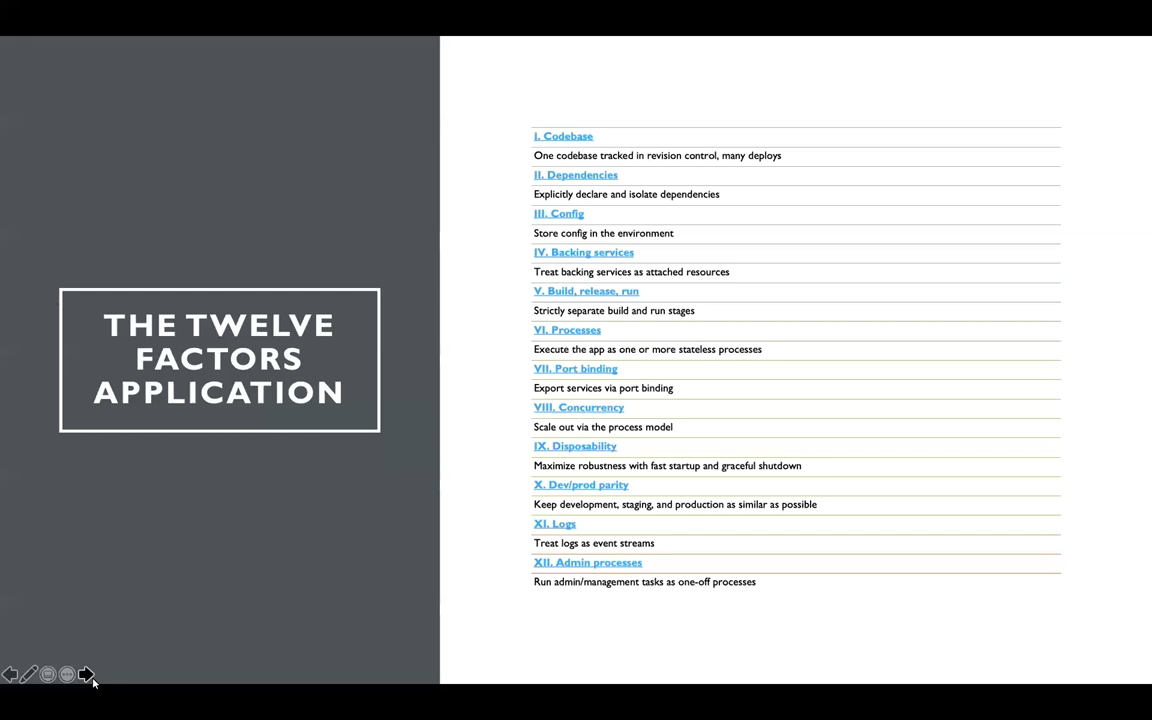 THE TWELVE
FACTORS
APPLICATION
I. Codebase
One codebase tracked in revision control, many deploys
II. Dependencies
Explicitly declare and isolate dependencies
III. Config
Store config in the environment
IV. Backing services
Treat backing services as attached resources
V. Build, release, run
Strictly separate build and run stages
VI. Processes
Execute the app as one or more stateless processes
VII. Port binding
Export services via port binding
VIII. Concurrency
Scale out via the process model
IX. Disposability
Maximize robustness with fast startup and graceful shutdown
X. Dev/prod parity
Keep development, staging, and production as similar as possible
XI. Logs
Treat logs as event streams
XII. Admin processes
Run admin/management tasks as one-off processes